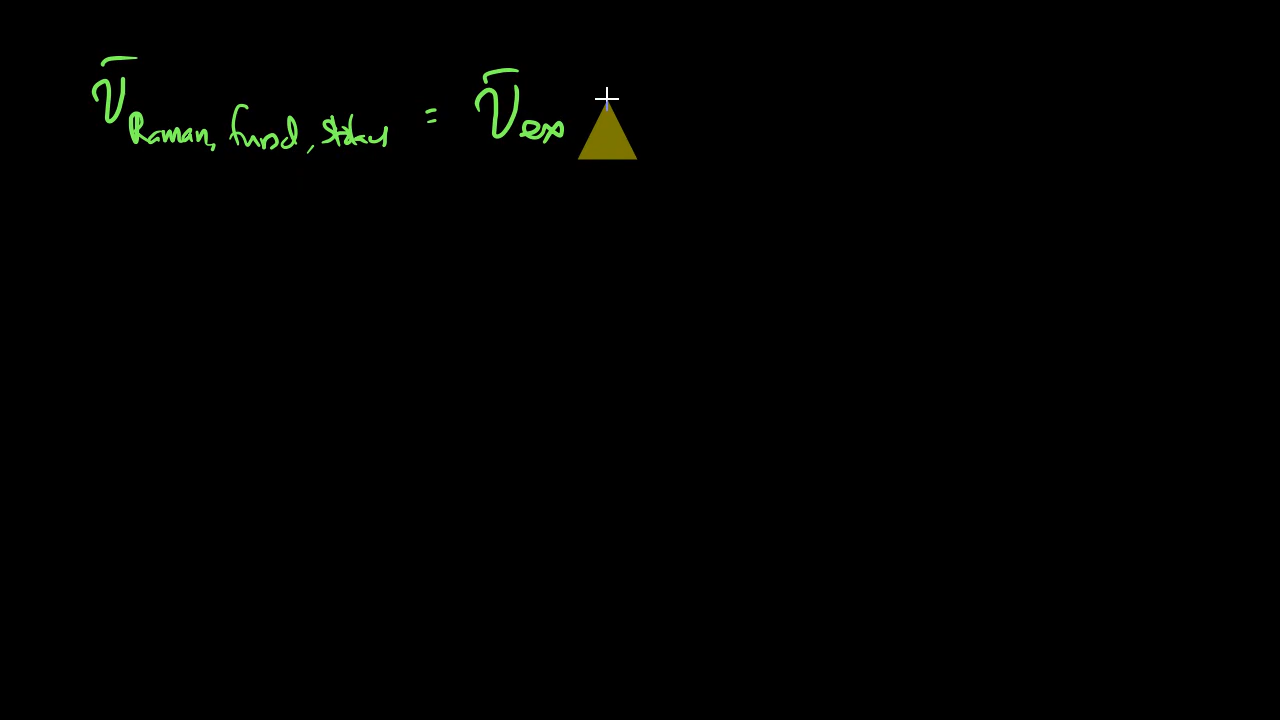 ν̄ Raman, fund, stokes = ν̄ ex